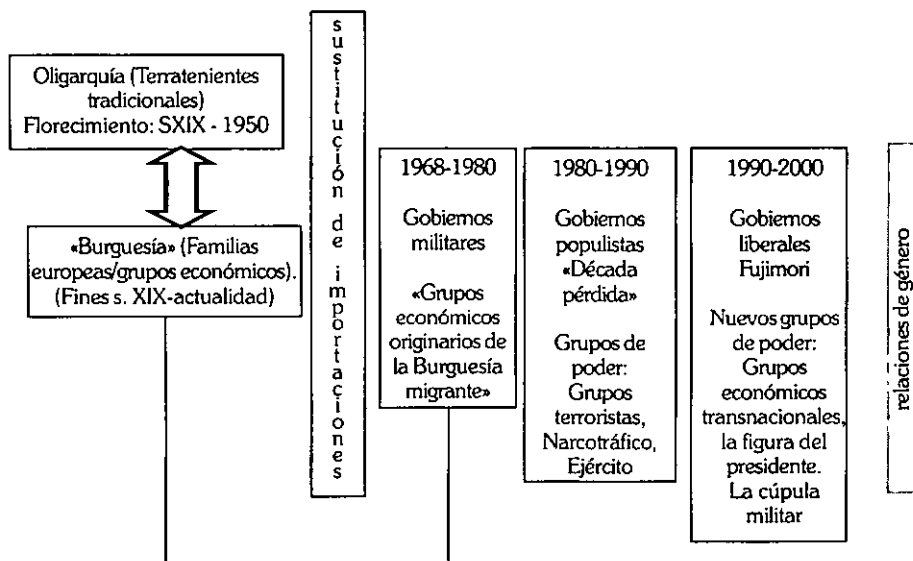 Oligarquía (Terratenientes
tradicionales)
Florecimiento: SXIX - 1950
«Burguesía» (Familias
europeas/grupos económicos).
(Fines s. XIX-actualidad)
sustitución de importaciones
1968-1980
Gobiernos
militares
«Grupos
económicos
originarios de
la Burguesía
migrante»
1980-1990
Gobiernos
populistas
«Década
pérdida»
Grupos de
poder:
Grupos
terroristas,
Narcotráfico,
Ejército
1990-2000
Gobiernos
liberales
Fujimori
Nuevos grupos
de poder:
Grupos
económicos
transnacionales,
la figura del
presidente.
La cúpula
militar
relaciones de género